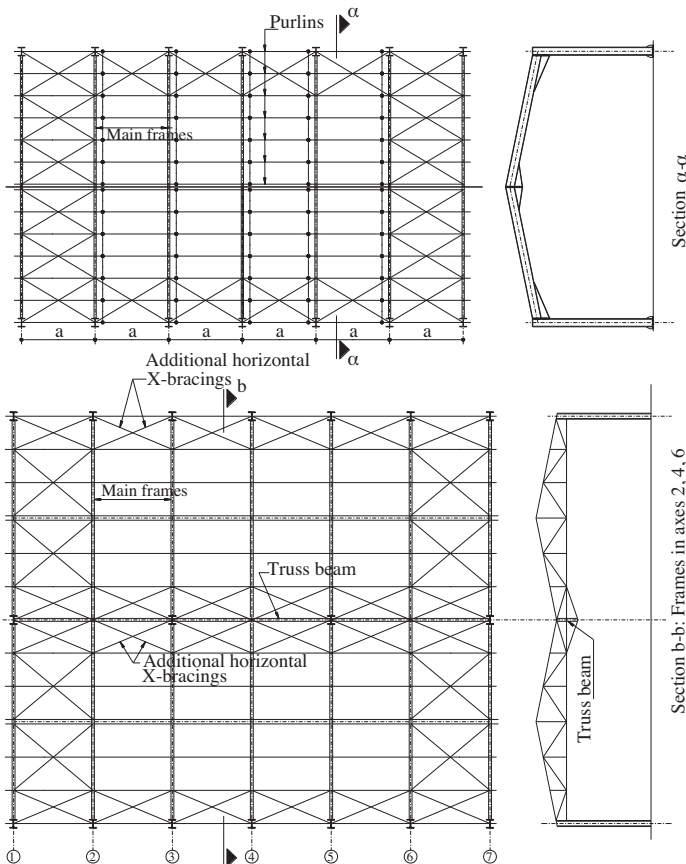 α
Purlins
Main frames
a a a a a a
α
Section α-α
Additional horizontal
X-bracings
b
Main frames
Truss beam
Additional horizontal
X-bracings
Truss beam
Section b-b: Frames in axes 2, 4, 6
1 2 3 4 5 6 7